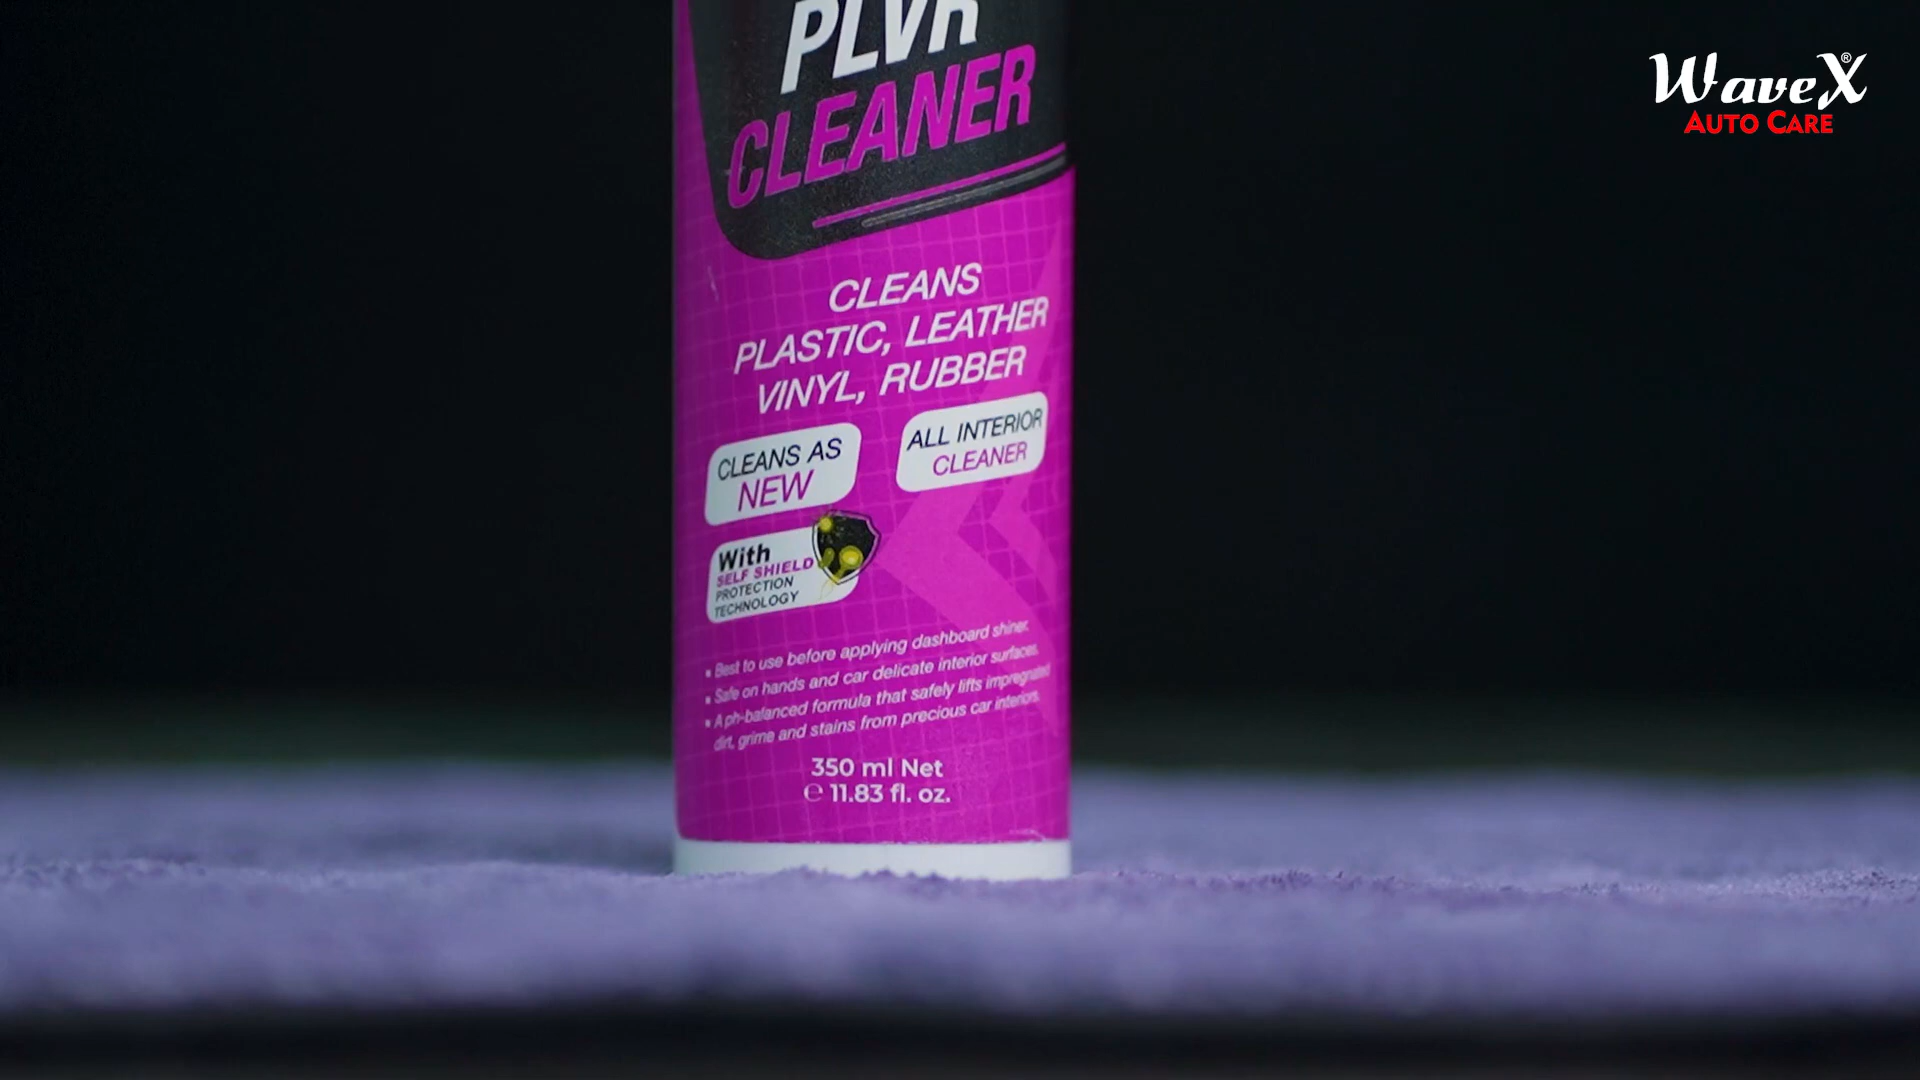 PLVR
CLEANER
WaveX®
AUTO CARE
CLEANS
PLASTIC, LEATHER
VINYL, RUBBER
CLEANS AS
NEW
ALL INTERIOR
CLEANER
With
SELF SHIELD
PROTECTION
TECHNOLOGY
• Best to use before applying dashboard shiner.
• Safe on hands and car delicate interior surfaces.
• A ph-balanced formula that safely lifts impregnated
dirt, grime and stains from precious car interiors.
350 ml Net
℮ 11.83 fl. oz.